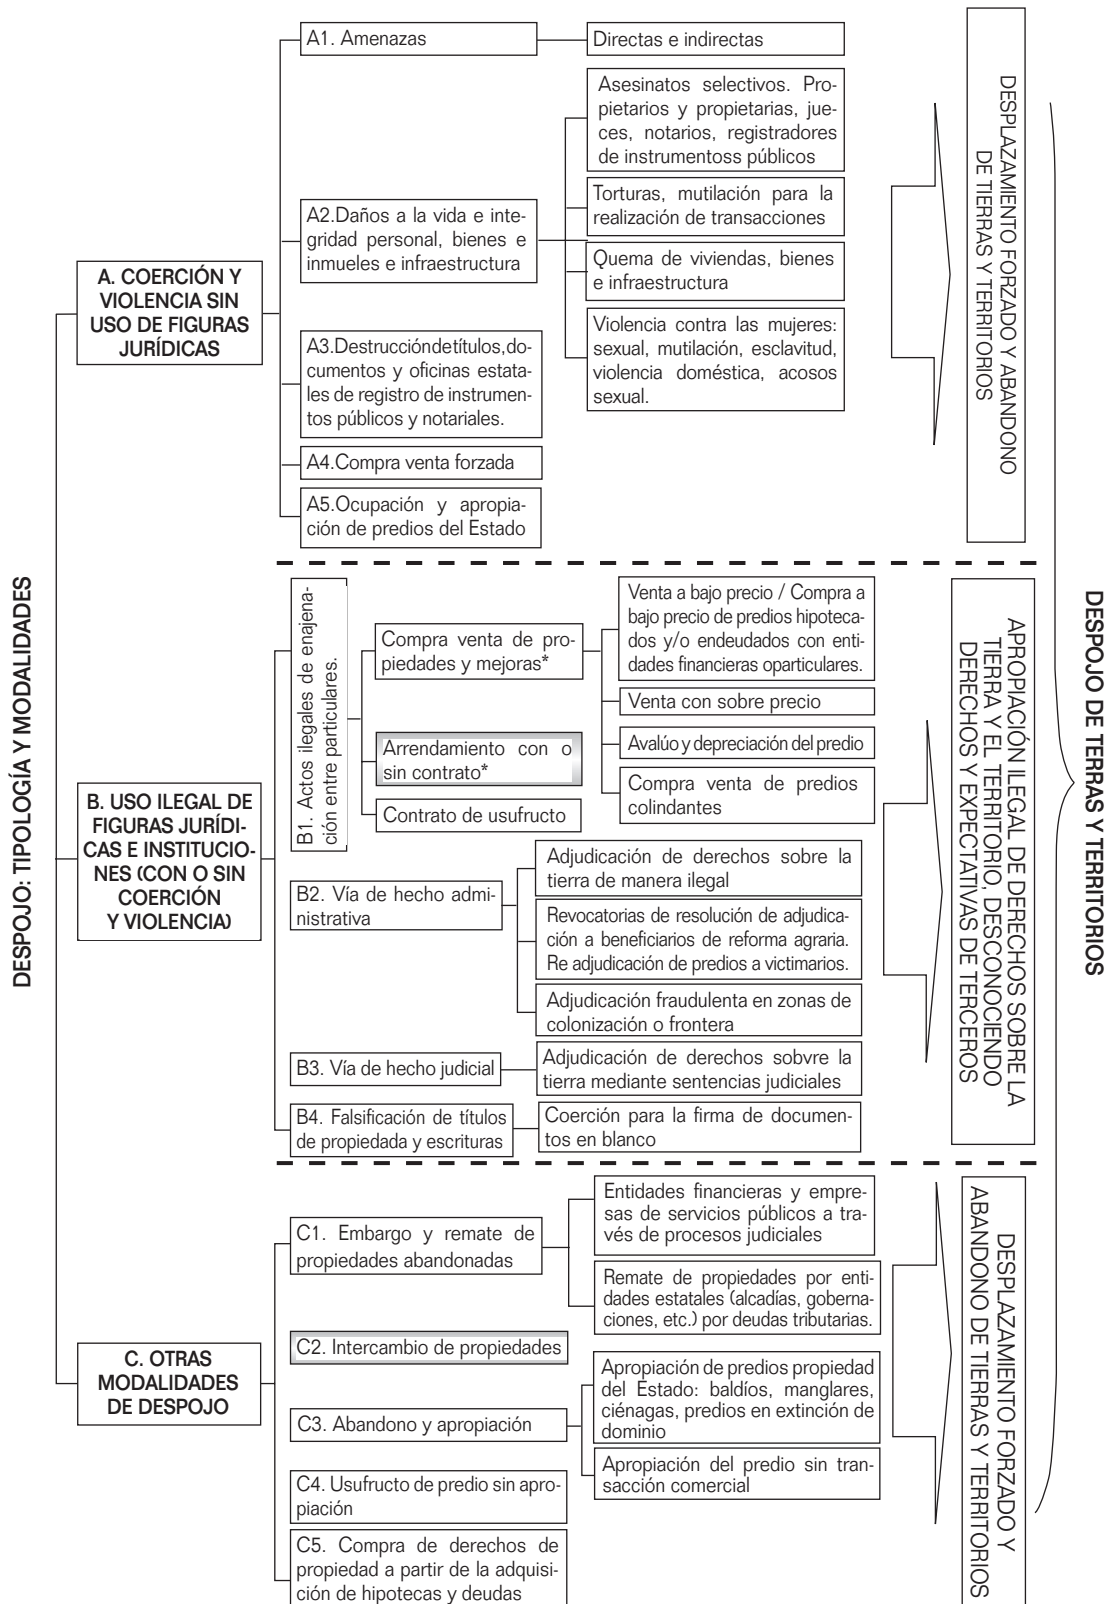 DESPOJO: TIPOLOGÍA Y MODALIDADES
A. COERCIÓN Y
VIOLENCIA SIN
USO DE FIGURAS
JURÍDICAS
A1. Amenazas
Directas e indirectas
A2.Daños a la vida e inte-
gridad personal, bienes e
inmuebles e infraestructura
Asesinatos selectivos. Pro-
pietarios y propietarias, jue-
ces, notarios, registradores
de instrumentoss públicos
Torturas, mutilación para la
realización de transacciones
Quema de viviendas, bienes
e infraestructura
Violencia contra las mujeres:
sexual, mutilación, esclavitud,
violencia doméstica, acosos
sexual.
A3.Destrucción de títulos, do-
cumentos y oficinas estata-
les de registro de instrumen-
tos públicos y notariales.
A4.Compra venta forzada
A5.Ocupación y apropia-
ción de predios del Estado
DESPLAZAMIENTO FORZADO Y ABANDONO
DE TIERRAS Y TERRITORIOS
B. USO ILEGAL DE
FIGURAS JURÍDI-
CAS E INSTITUCIO-
NES (CON O SIN
COERCIÓN
Y VIOLENCIA)
B1. Actos ilegales de enajena-
ción entre particulares.
Compra venta de pro-
piedades y mejoras*
Venta a bajo precio / Compra a
bajo precio de predios hipoteca-
dos y/o endeudados con enti-
dades financieras oparticulares.
Venta con sobre precio
Avalúo y depreciación del predio
Compra venta de predios
colindantes
Arrendamiento con o
sin contrato*
Contrato de usufructo
B2. Vía de hecho admi-
nistrativa
Adjudicación de derechos sobre la
tierra de manera ilegal
Revocatorias de resolución de adjudica-
ción a beneficiarios de reforma agraria.
Re adjudicación de predios a victimarios.
Adjudicación fraudulenta en zonas de
colonización o frontera
B3. Vía de hecho judicial
Adjudicación de derechos sobvre la
tierra mediante sentencias judiciales
B4. Falsificación de títulos
de propiedada y escrituras
Coerción para la firma de documen-
tos en blanco
APROPIACIÓN ILEGAL DE DERECHOS SOBRE LA
TIERRA Y EL TERRITORIO, DESCONOCIENDO
DERECHOS Y EXPECTATIVAS DE TERCEROS
C. OTRAS
MODALIDADES
DE DESPOJO
C1. Embargo y remate de
propiedades abandonadas
Entidades financieras y empre-
sas de servicios públicos a tra-
vés de procesos judiciales
Remate de propiedades por enti-
dades estatales (alcadías, goberna-
ciones, etc.) por deudas tributarias.
C2. Intercambio de propiedades
C3. Abandono y apropiación
Apropiación de predios propiedad
del Estado: baldíos, manglares,
ciénagas, predios en extinción de
dominio
Apropiación del predio sin tran-
sacción comercial
C4. Usufructo de predio sin apro-
piación
C5. Compra de derechos de
propiedad a partir de la adquisi-
ción de hipotecas y deudas
DESPLAZAMIENTO FORZADO Y
ABANDONO DE TIERRAS Y TERRITORIOS
DESPOJO DE TERRAS Y TERRITORIOS